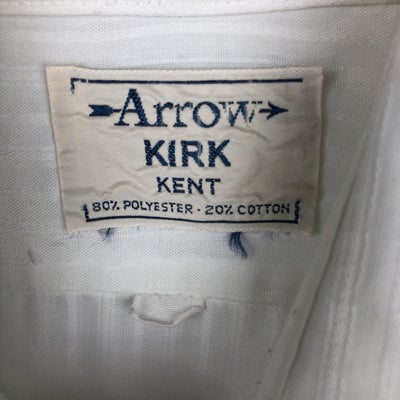 Arrow
KIRK
KENT
80% POLYESTER - 20% COTTON